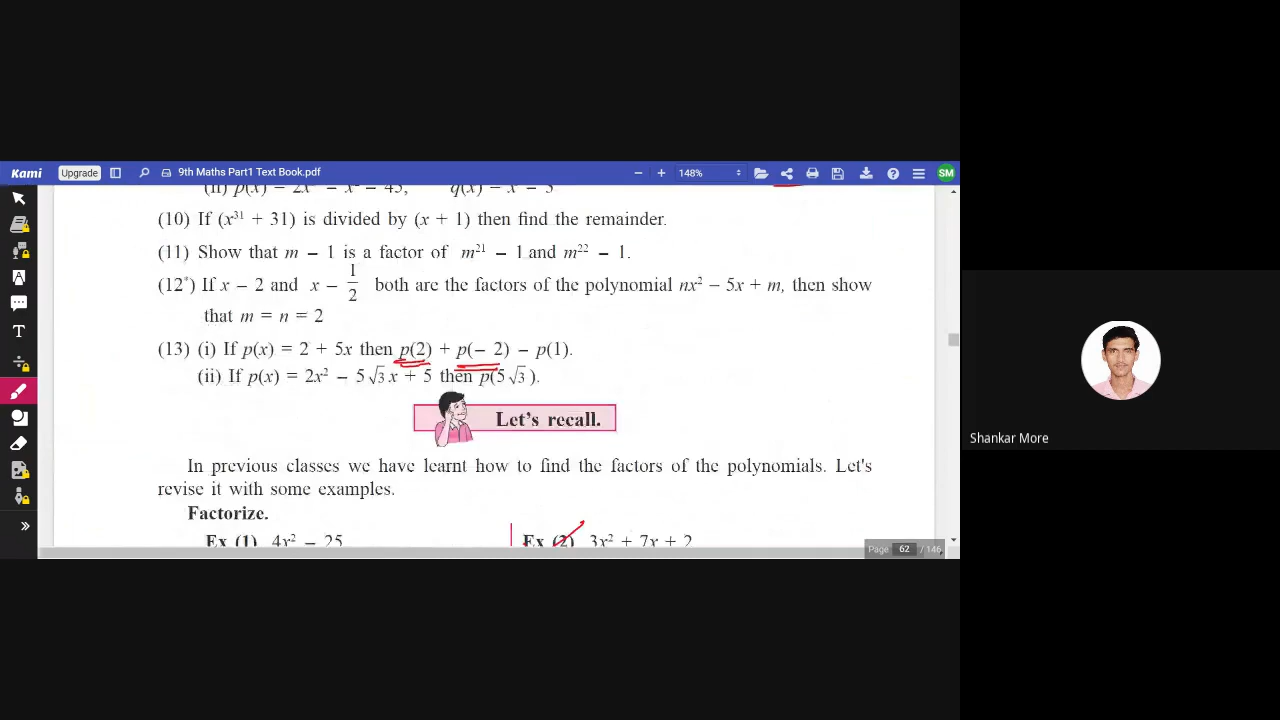 Kami Upgrade 9th Maths Part1 Text Book.pdf 148% SM
(ii) p(x) = 2x³ − x² − 45, q(x) = x − 3
(10) If (x³¹ + 31) is divided by (x + 1) then find the remainder.
(11) Show that m − 1 is a factor of m²¹ − 1 and m²² − 1.
(12*) If x − 2 and x − 1/2 both are the factors of the polynomial nx² − 5x + m, then show
that m = n = 2
(13) (i) If p(x) = 2 + 5x then p(2) + p(− 2) − p(1).
(ii) If p(x) = 2x² − 5√3 x + 5 then p(5√3 ).
Let's recall.
In previous classes we have learnt how to find the factors of the polynomials. Let's
revise it with some examples.
Factorize.
Ex (1) 4x² − 25 Ex (2) 3x² + 7x + 2
Page 62 / 146
Shankar More